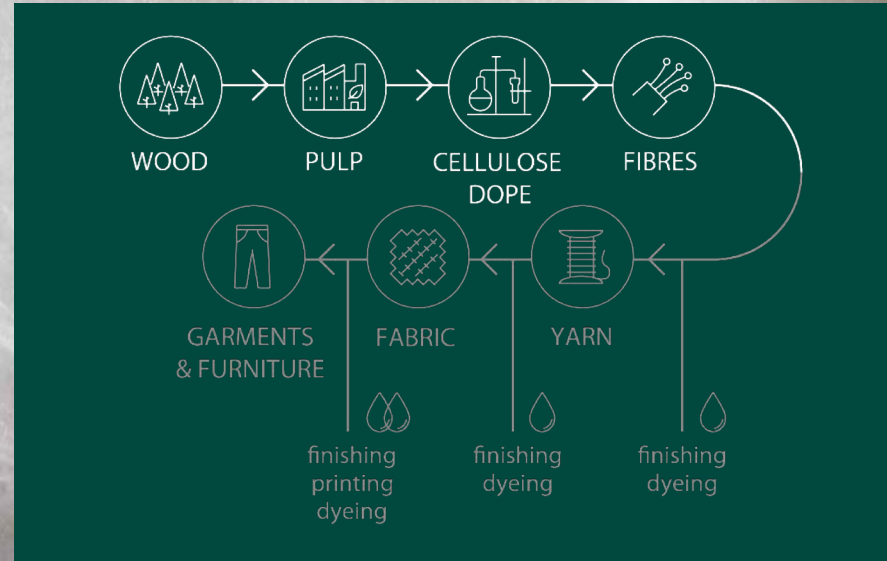 WOOD
PULP
CELLULOSE
DOPE
FIBRES
GARMENTS
& FURNITURE
FABRIC
YARN
finishing
printing
dyeing
finishing
dyeing
finishing
dyeing